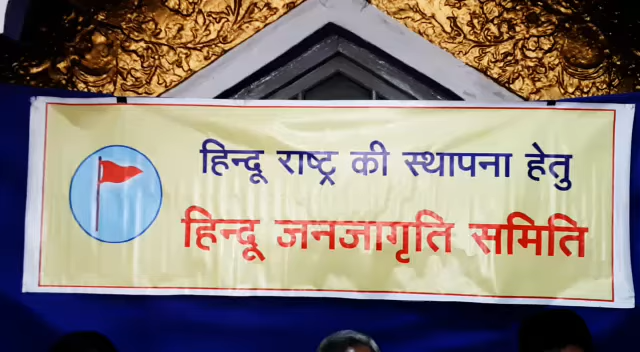 हिन्दू राष्ट्र की स्थापना हेतु
हिन्दू जनजागृति समिति